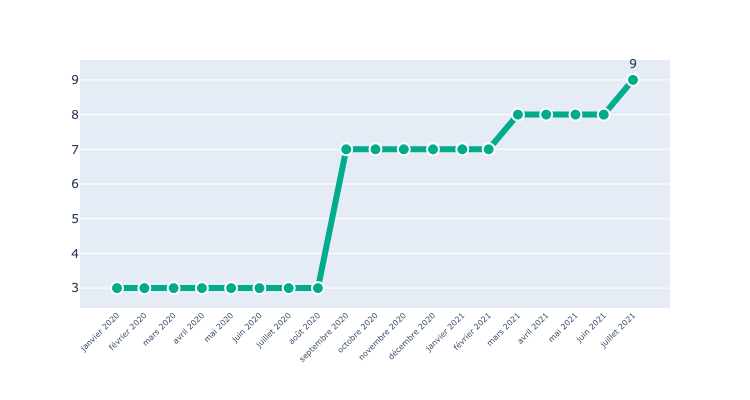 9
9
8
7
6
5
4
3
janvier 2020
février 2020
mars 2020
avril 2020
mai 2020
juin 2020
juillet 2020
août 2020
septembre 2020
octobre 2020
novembre 2020
décembre 2020
janvier 2021
février 2021
mars 2021
avril 2021
mai 2021
juin 2021
juillet 2021